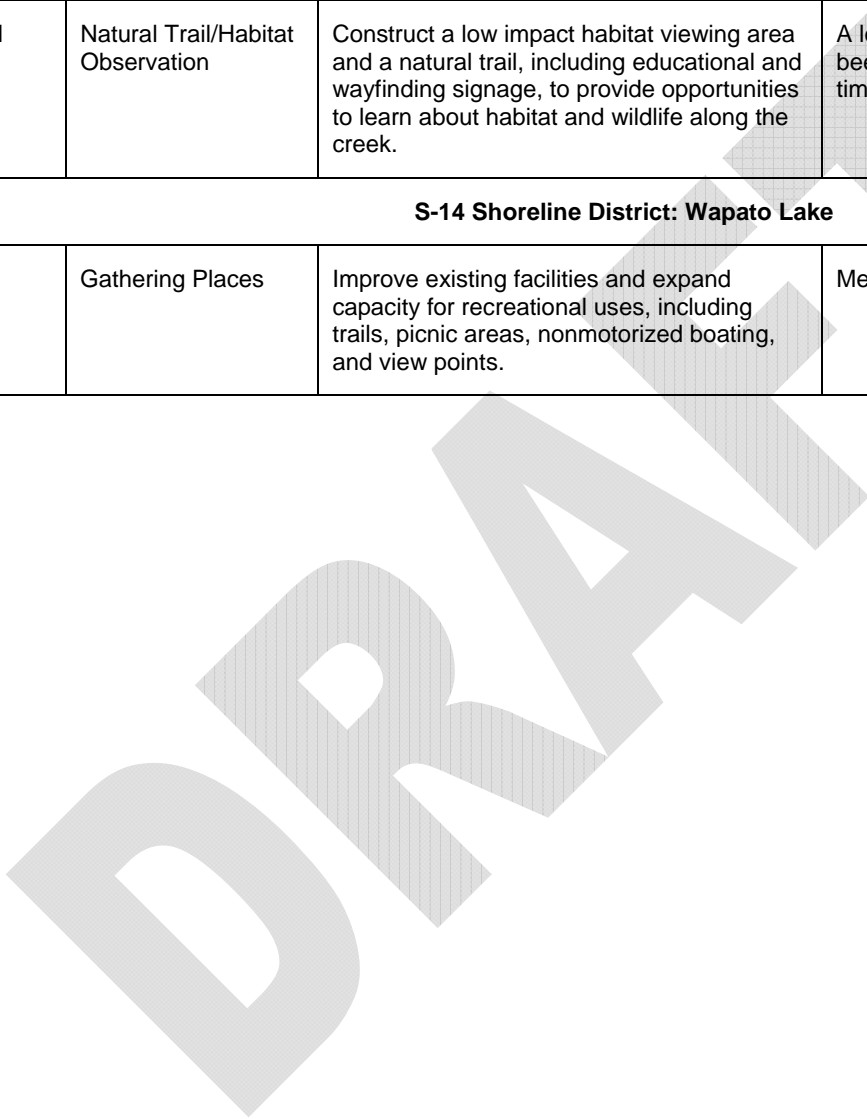 Natural Trail/Habitat
Observation
Construct a low impact habitat viewing area
and a natural trail, including educational and
wayfinding signage, to provide opportunities
to learn about habitat and wildlife along the
creek.
A
S-14 Shoreline District: Wapato Lake
Gathering Places
Improve existing facilities and expand
capacity for recreational uses, including
trails, picnic areas, nonmotorized boating,
and view points.
DRAFT